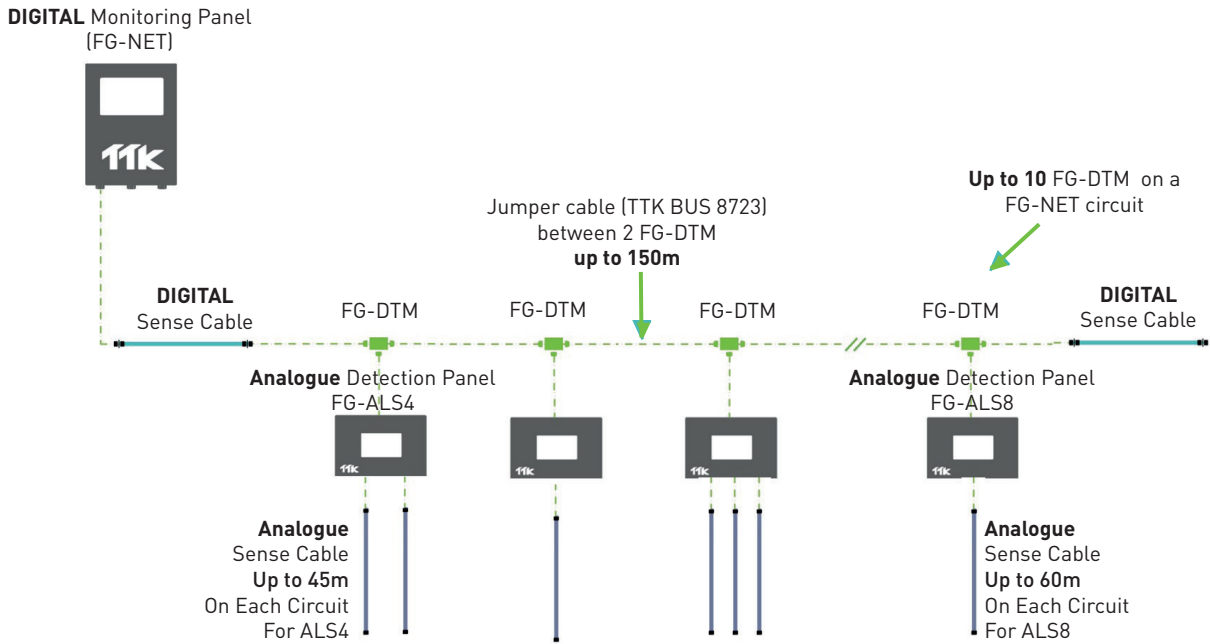 DIGITAL Monitoring Panel
(FG-NET)
TTK
Up to 10 FG-DTM on a
FG-NET circuit
Jumper cable (TTK BUS 8723)
between 2 FG-DTM
up to 150m
DIGITAL
Sense Cable
FG-DTM
FG-DTM
FG-DTM
FG-DTM
DIGITAL
Sense Cable
Analogue Detection Panel
FG-ALS4
Analogue Detection Panel
FG-ALS8
TTK
TTK
TTK
TTK
Analogue
Sense Cable
Up to 45m
On Each Circuit
For ALS4
Analogue
Sense Cable
Up to 60m
On Each Circuit
For ALS8